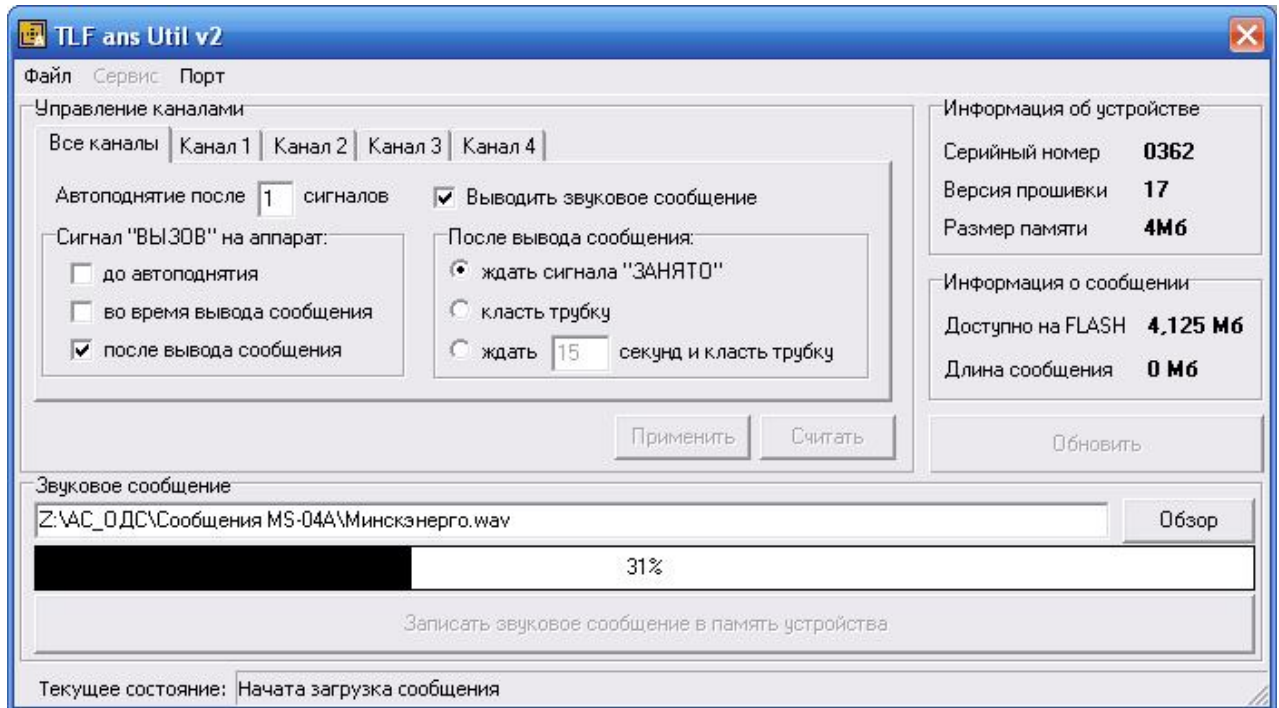 TLF ans Util v2
Файл Сервис Порт
Управление каналами
Все каналы Канал 1 Канал 2 Канал 3 Канал 4
Автоподнятие после 1 сигналов
Выводить звуковое сообщение
Сигнал "ВЫЗОВ" на аппарат:
до автоподнятия
во время вывода сообщения
после вывода сообщения
После вывода сообщения:
ждать сигнала "ЗАНЯТО"
класть трубку
ждать 15 секунд и класть трубку
Применить Считать
Информация об устройстве
Серийный номер 0362
Версия прошивки 17
Размер памяти 4Мб
Информация о сообщении
Доступно на FLASH 4,125 Мб
Длина сообщения 0 Мб
Обновить
Звуковое сообщение
Z:\АС_ОДС\Сообщения MS-04A\Минскэнерго.wav Обзор
31%
Записать звуковое сообщение в память устройства
Текущее состояние: Начата загрузка сообщения